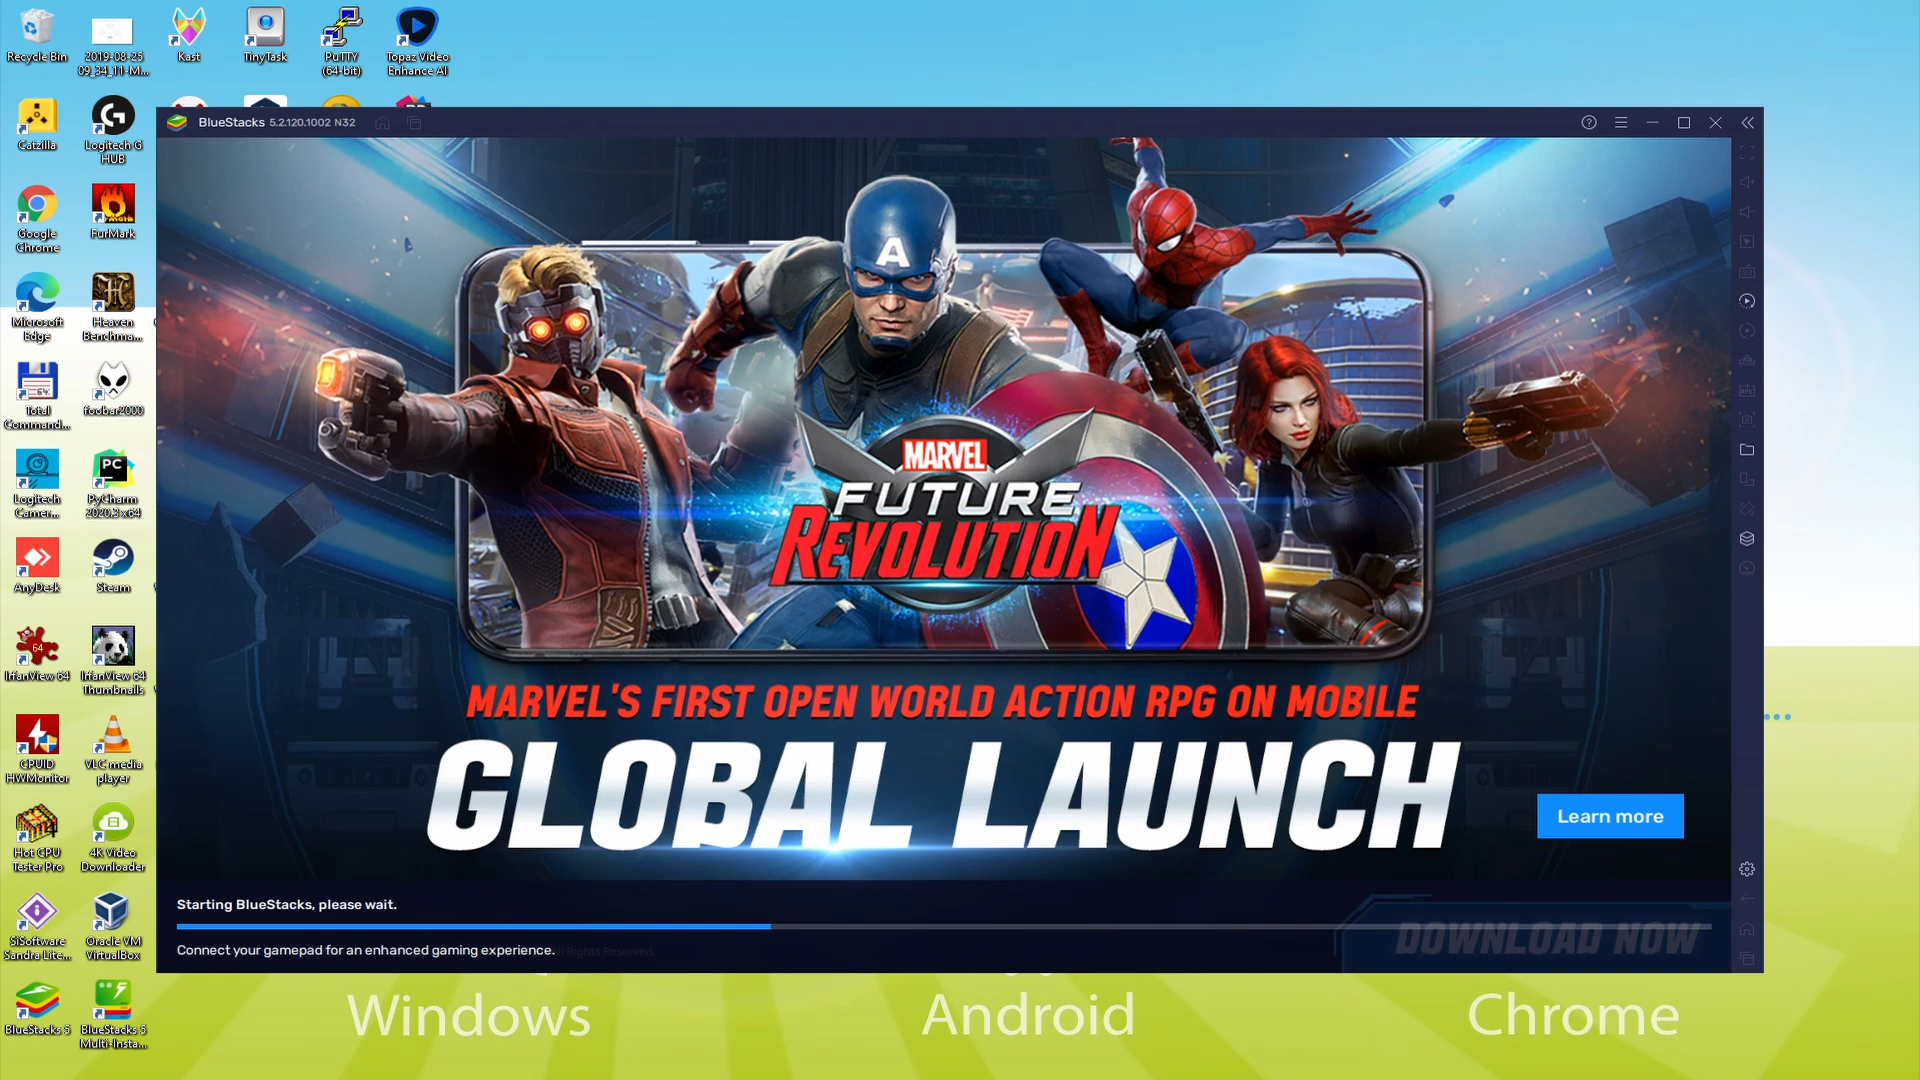 Recycle Bin
2019-08-25
09_34_11-M...
Kast
TinyTask
PuTTY
(64-bit)
Topaz Video
Enhance AI
Catzilla
Logitech G
HUB
Google
Chrome
FurMark
Microsoft
Edge
Heaven
Benchma...
Total
Command...
foobar2000
Logitech
Camer...
PyCharm
2020.3 x64
AnyDesk
Steam
IrfanView 64
IrfanView 64
Thumbnails
CPUID
HWMonitor
VLC media
player
Hot CPU
Tester Pro
4K Video
Downloader
SiSoftware
Sandra Lite...
Oracle VM
VirtualBox
BlueStacks 5
BlueStacks 5
Multi-Insta...
BlueStacks 5.2.120.1002 N32
A
MARVEL
FUTURE
REVOLUTION
MARVEL'S FIRST OPEN WORLD ACTION RPG ON MOBILE
GLOBAL LAUNCH
Learn more
Starting BlueStacks, please wait.
Connect your gamepad for an enhanced gaming experience.
Rights Reserved.
DOWNLOAD NOW
Windows
Android
Chrome